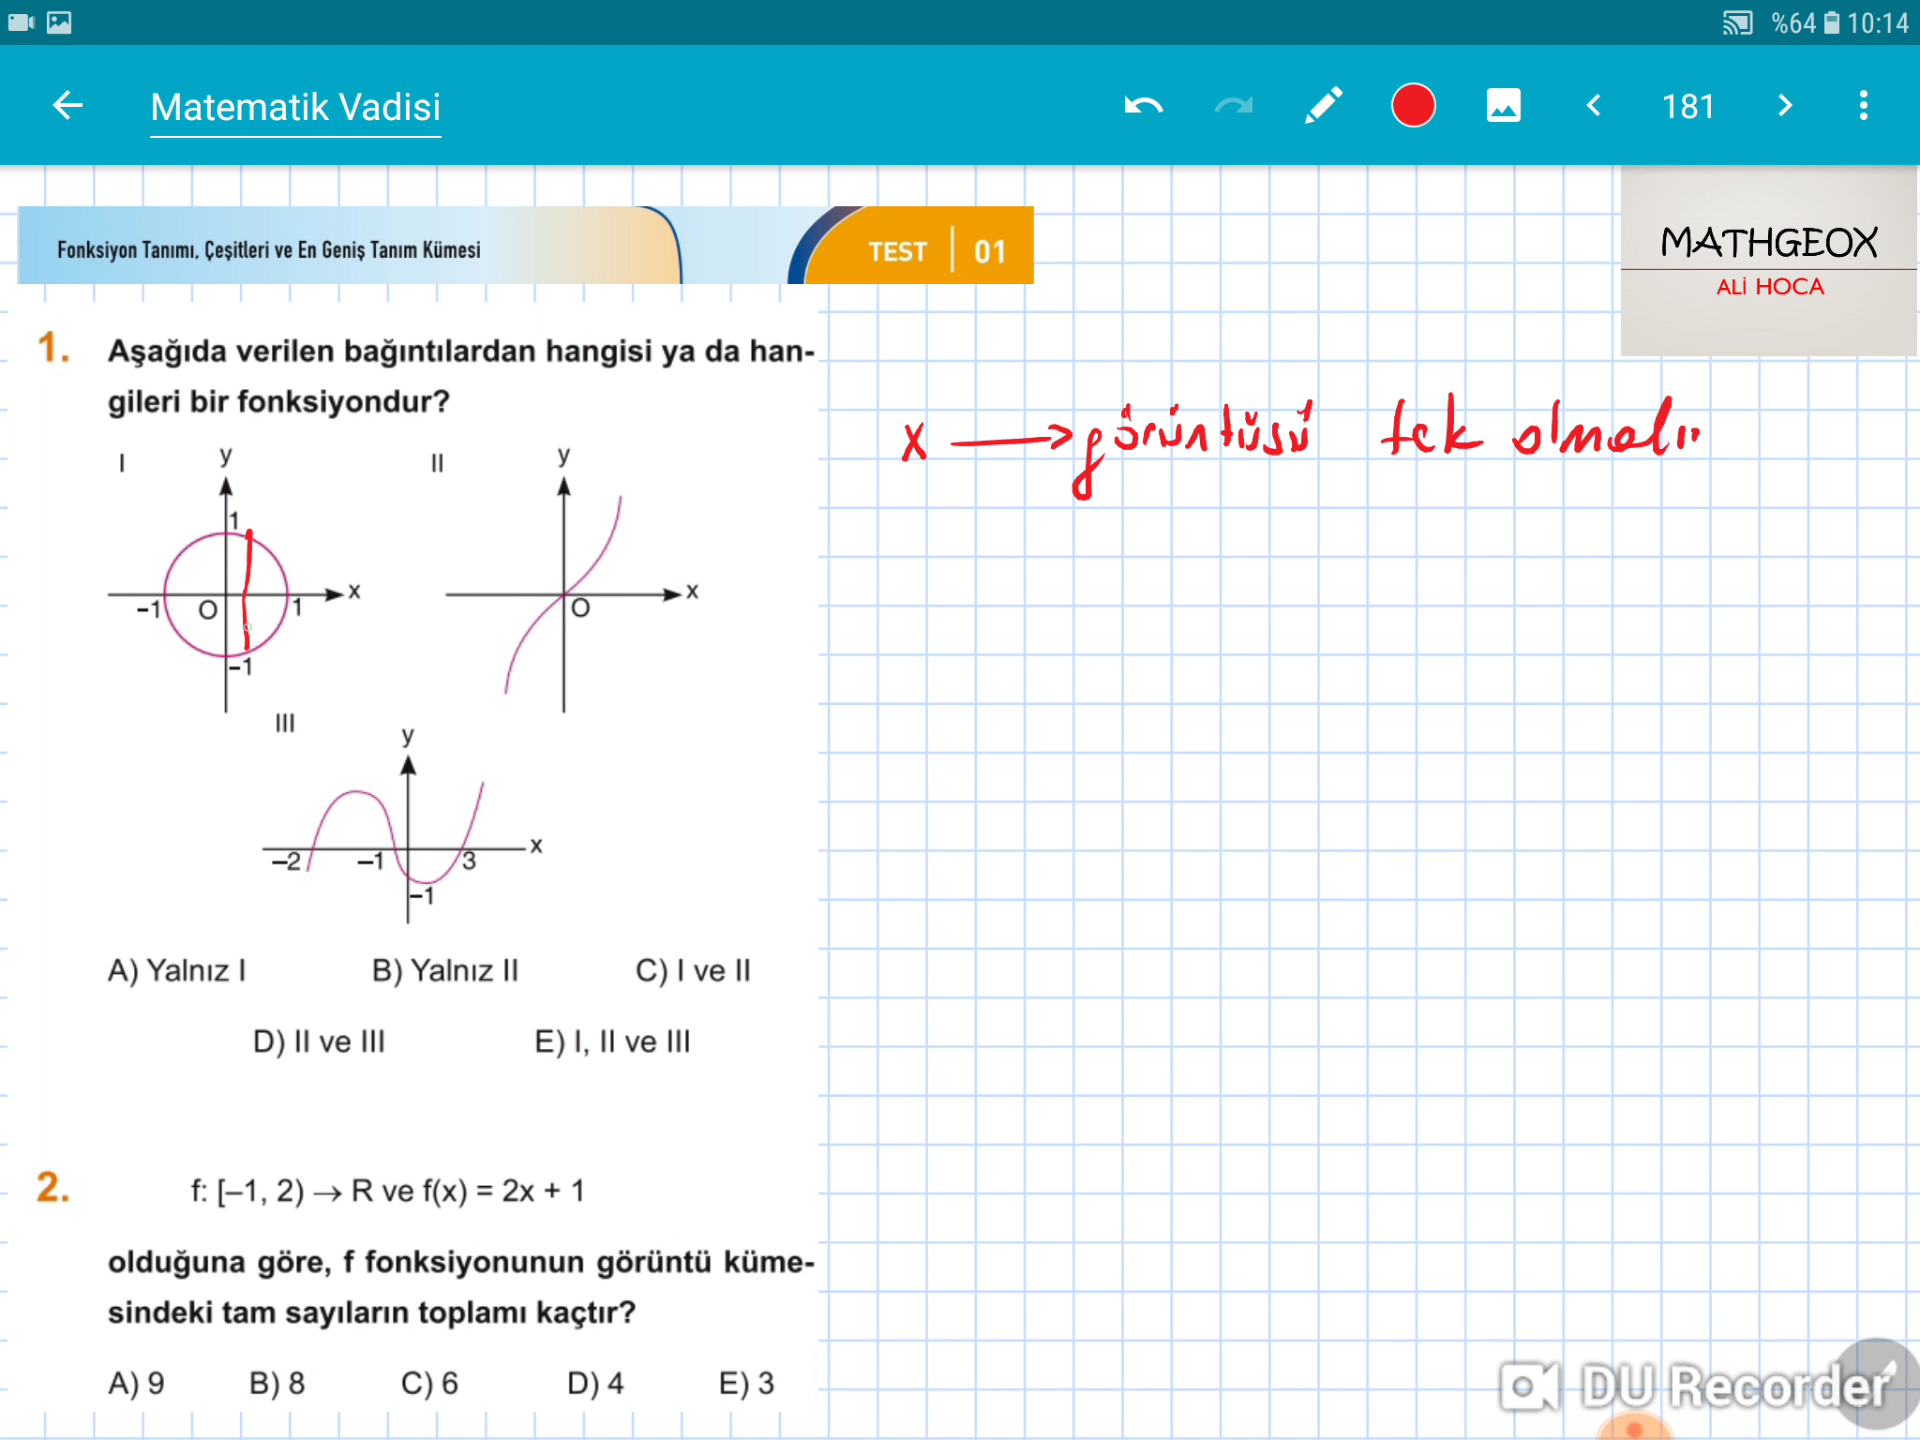 %64 10:14
Matematik Vadisi
181
Fonksiyon Tanımı, Çeşitleri ve En Geniş Tanım Kümesi
TEST 01
MATHGEOX
ALİ HOCA
1. Aşağıda verilen bağıntılardan hangisi ya da han-
gileri bir fonksiyondur?
x → görüntüsü tek olmalı
I y II y
1
x x
-1 O 1 O
-1
III
y
x
-2 -1 3
-1
A) Yalnız I B) Yalnız II C) I ve II
D) II ve III E) I, II ve III
2. f: [–1, 2) → R ve f(x) = 2x + 1
olduğuna göre, f fonksiyonunun görüntü küme-
sindeki tam sayıların toplamı kaçtır?
A) 9 B) 8 C) 6 D) 4 E) 3
DU Recorder